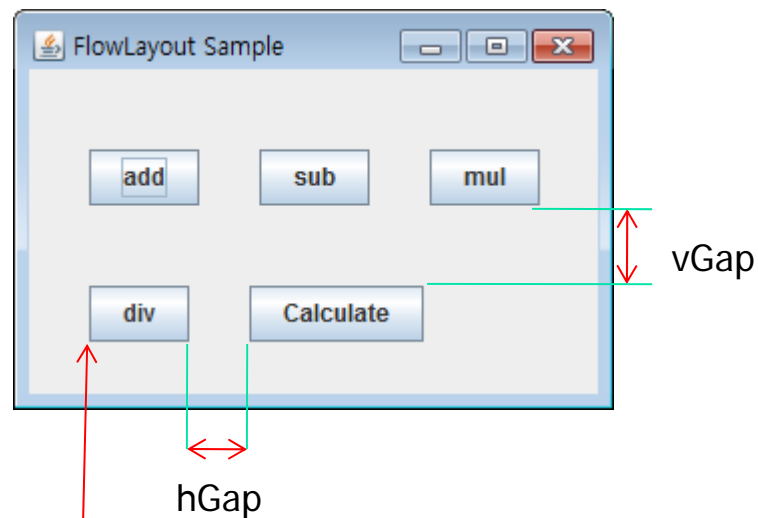 FlowLayout Sample
add sub mul
vGap
div Calculate
hGap